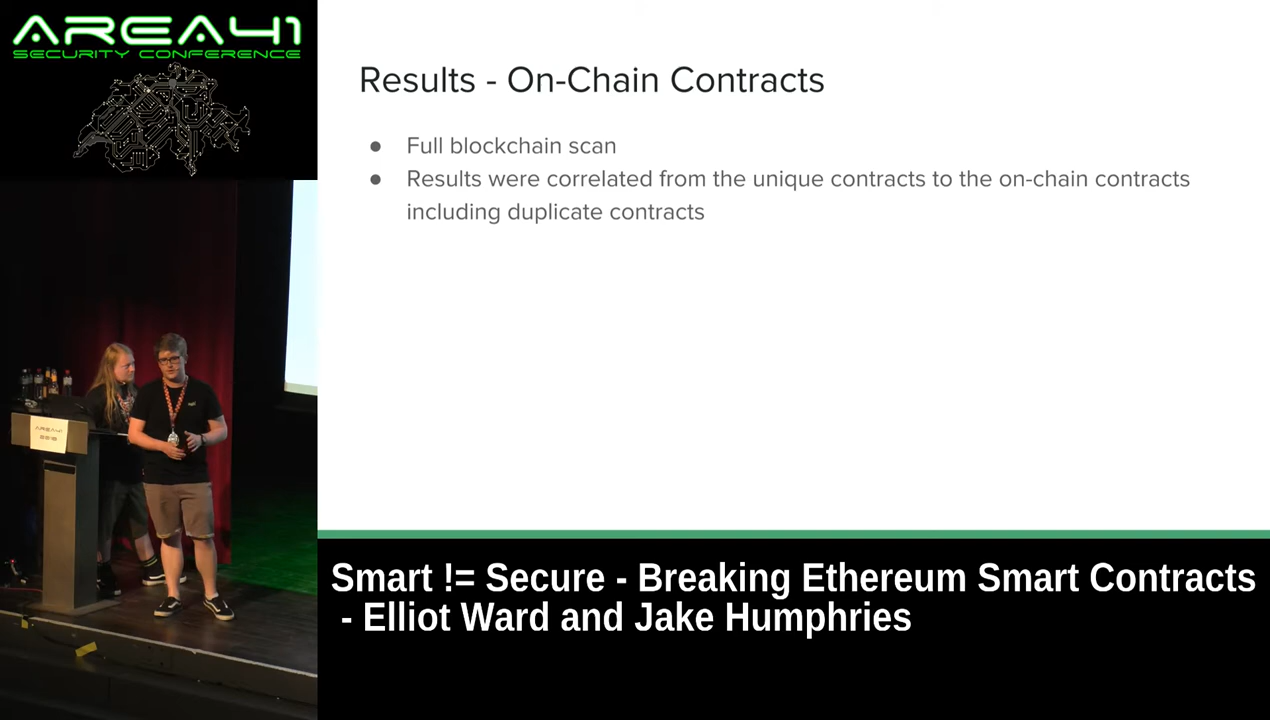 AREA41
SECURITY CONFERENCE
Results - On-Chain Contracts
● Full blockchain scan
● Results were correlated from the unique contracts to the on-chain contracts
including duplicate contracts
AREA41
Smart != Secure - Breaking Ethereum Smart Contracts
- Elliot Ward and Jake Humphries